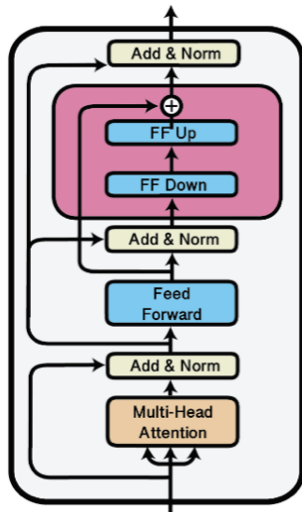 Add & Norm
FF Up
FF Down
Add & Norm
Feed
Forward
Add & Norm
Multi-Head
Attention